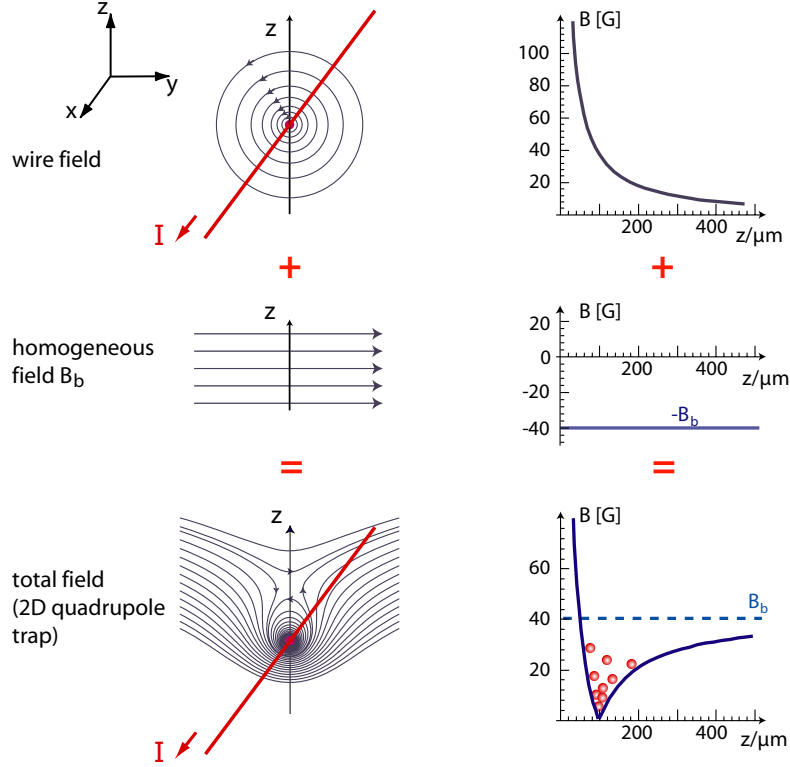 z
y
x
wire field
z
I
+
B [G]
100
80
60
40
20
200
400
z/µm
+
homogeneous
field B_b
z
B [G]
20
0
-20
-40
200
400
z/µm
-B_b
=
=
total field
(2D quadrupole
trap)
z
I
B [G]
60
40
20
B_b
200
400
z/µm